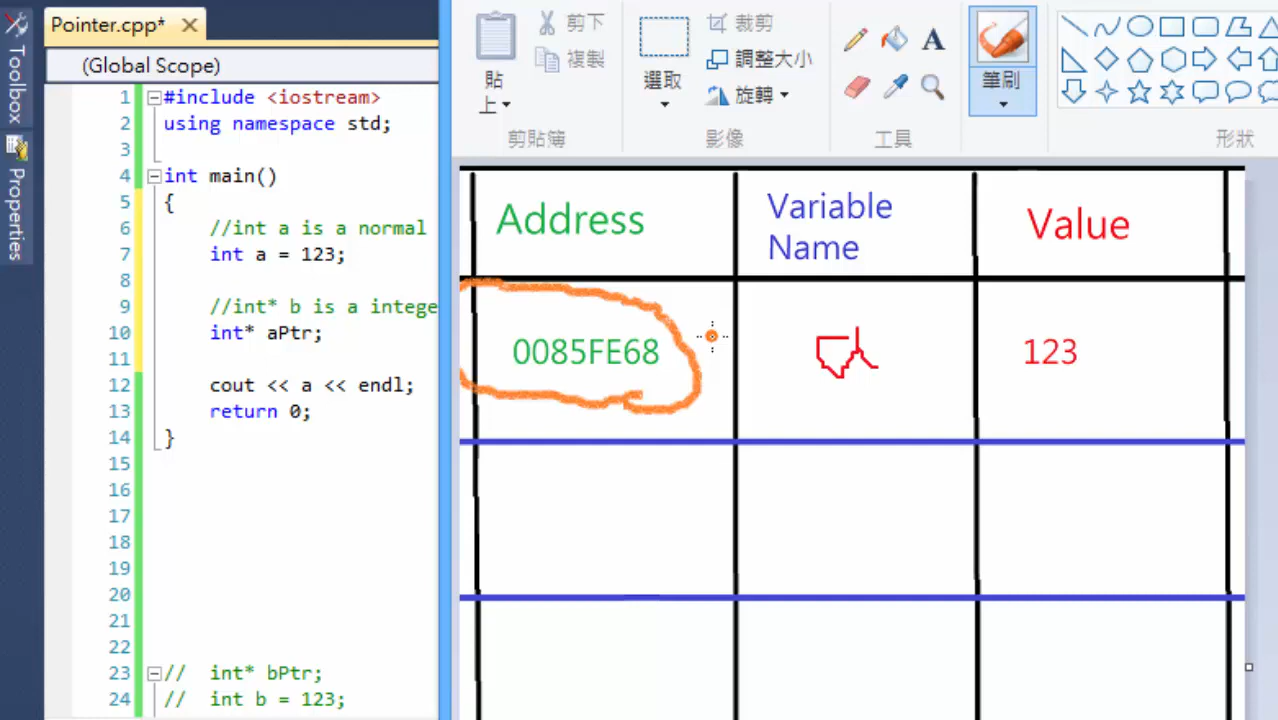 Pointer.cpp*
(Global Scope)
Toolbox
Properties
1 #include <iostream>
2 using namespace std;
3
4 int main()
5 {
6 //int a is a normal
7 int a = 123;
8
9 //int* b is a intege
10 int* aPtr;
11
12 cout << a << endl;
13 return 0;
14 }
15
16
17
18
19
20
21
22
23 // int* bPtr;
24 // int b = 123;
貼上
剪下
複製
剪貼簿
選取
裁剪
調整大小
旋轉
影像
A
工具
筆刷
形狀
Address
Variable
Name
Value
0085FE68
123